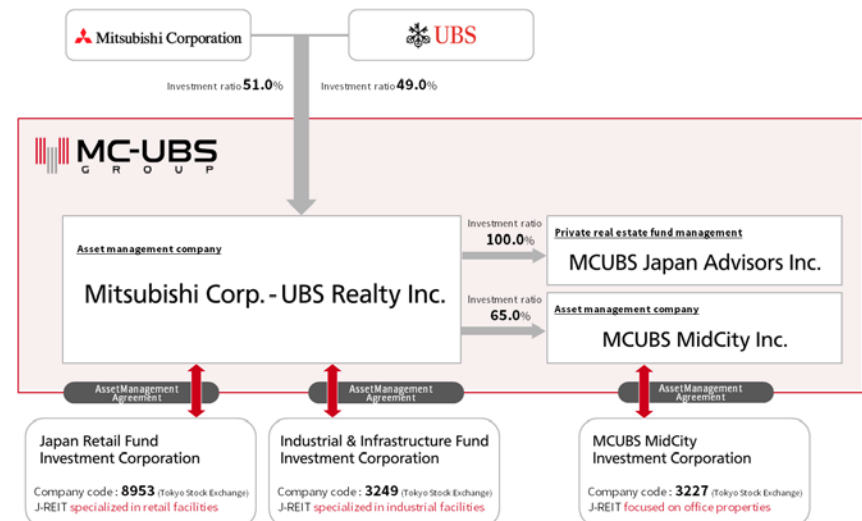 Mitsubishi Corporation
UBS
Investment ratio 51.0%
Investment ratio 49.0%
MC-UBS
GROUP
Asset management company
Mitsubishi Corp. - UBS Realty Inc.
Investment ratio
100.0%
Private real estate fund management
MCUBS Japan Advisors Inc.
Investment ratio
65.0%
Asset management company
MCUBS MidCity Inc.
AssetManagement
Agreement
AssetManagement
Agreement
AssetManagement
Agreement
Japan Retail Fund
Investment Corporation
Company code : 8953 (Tokyo Stock Exchange)
J-REIT specialized in retail facilities
Industrial & Infrastructure Fund
Investment Corporation
Company code : 3249 (Tokyo Stock Exchange)
J-REIT specialized in industrial facilities
MCUBS MidCity
Investment Corporation
Company code : 3227 (Tokyo Stock Exchange)
J-REIT focused on office properties